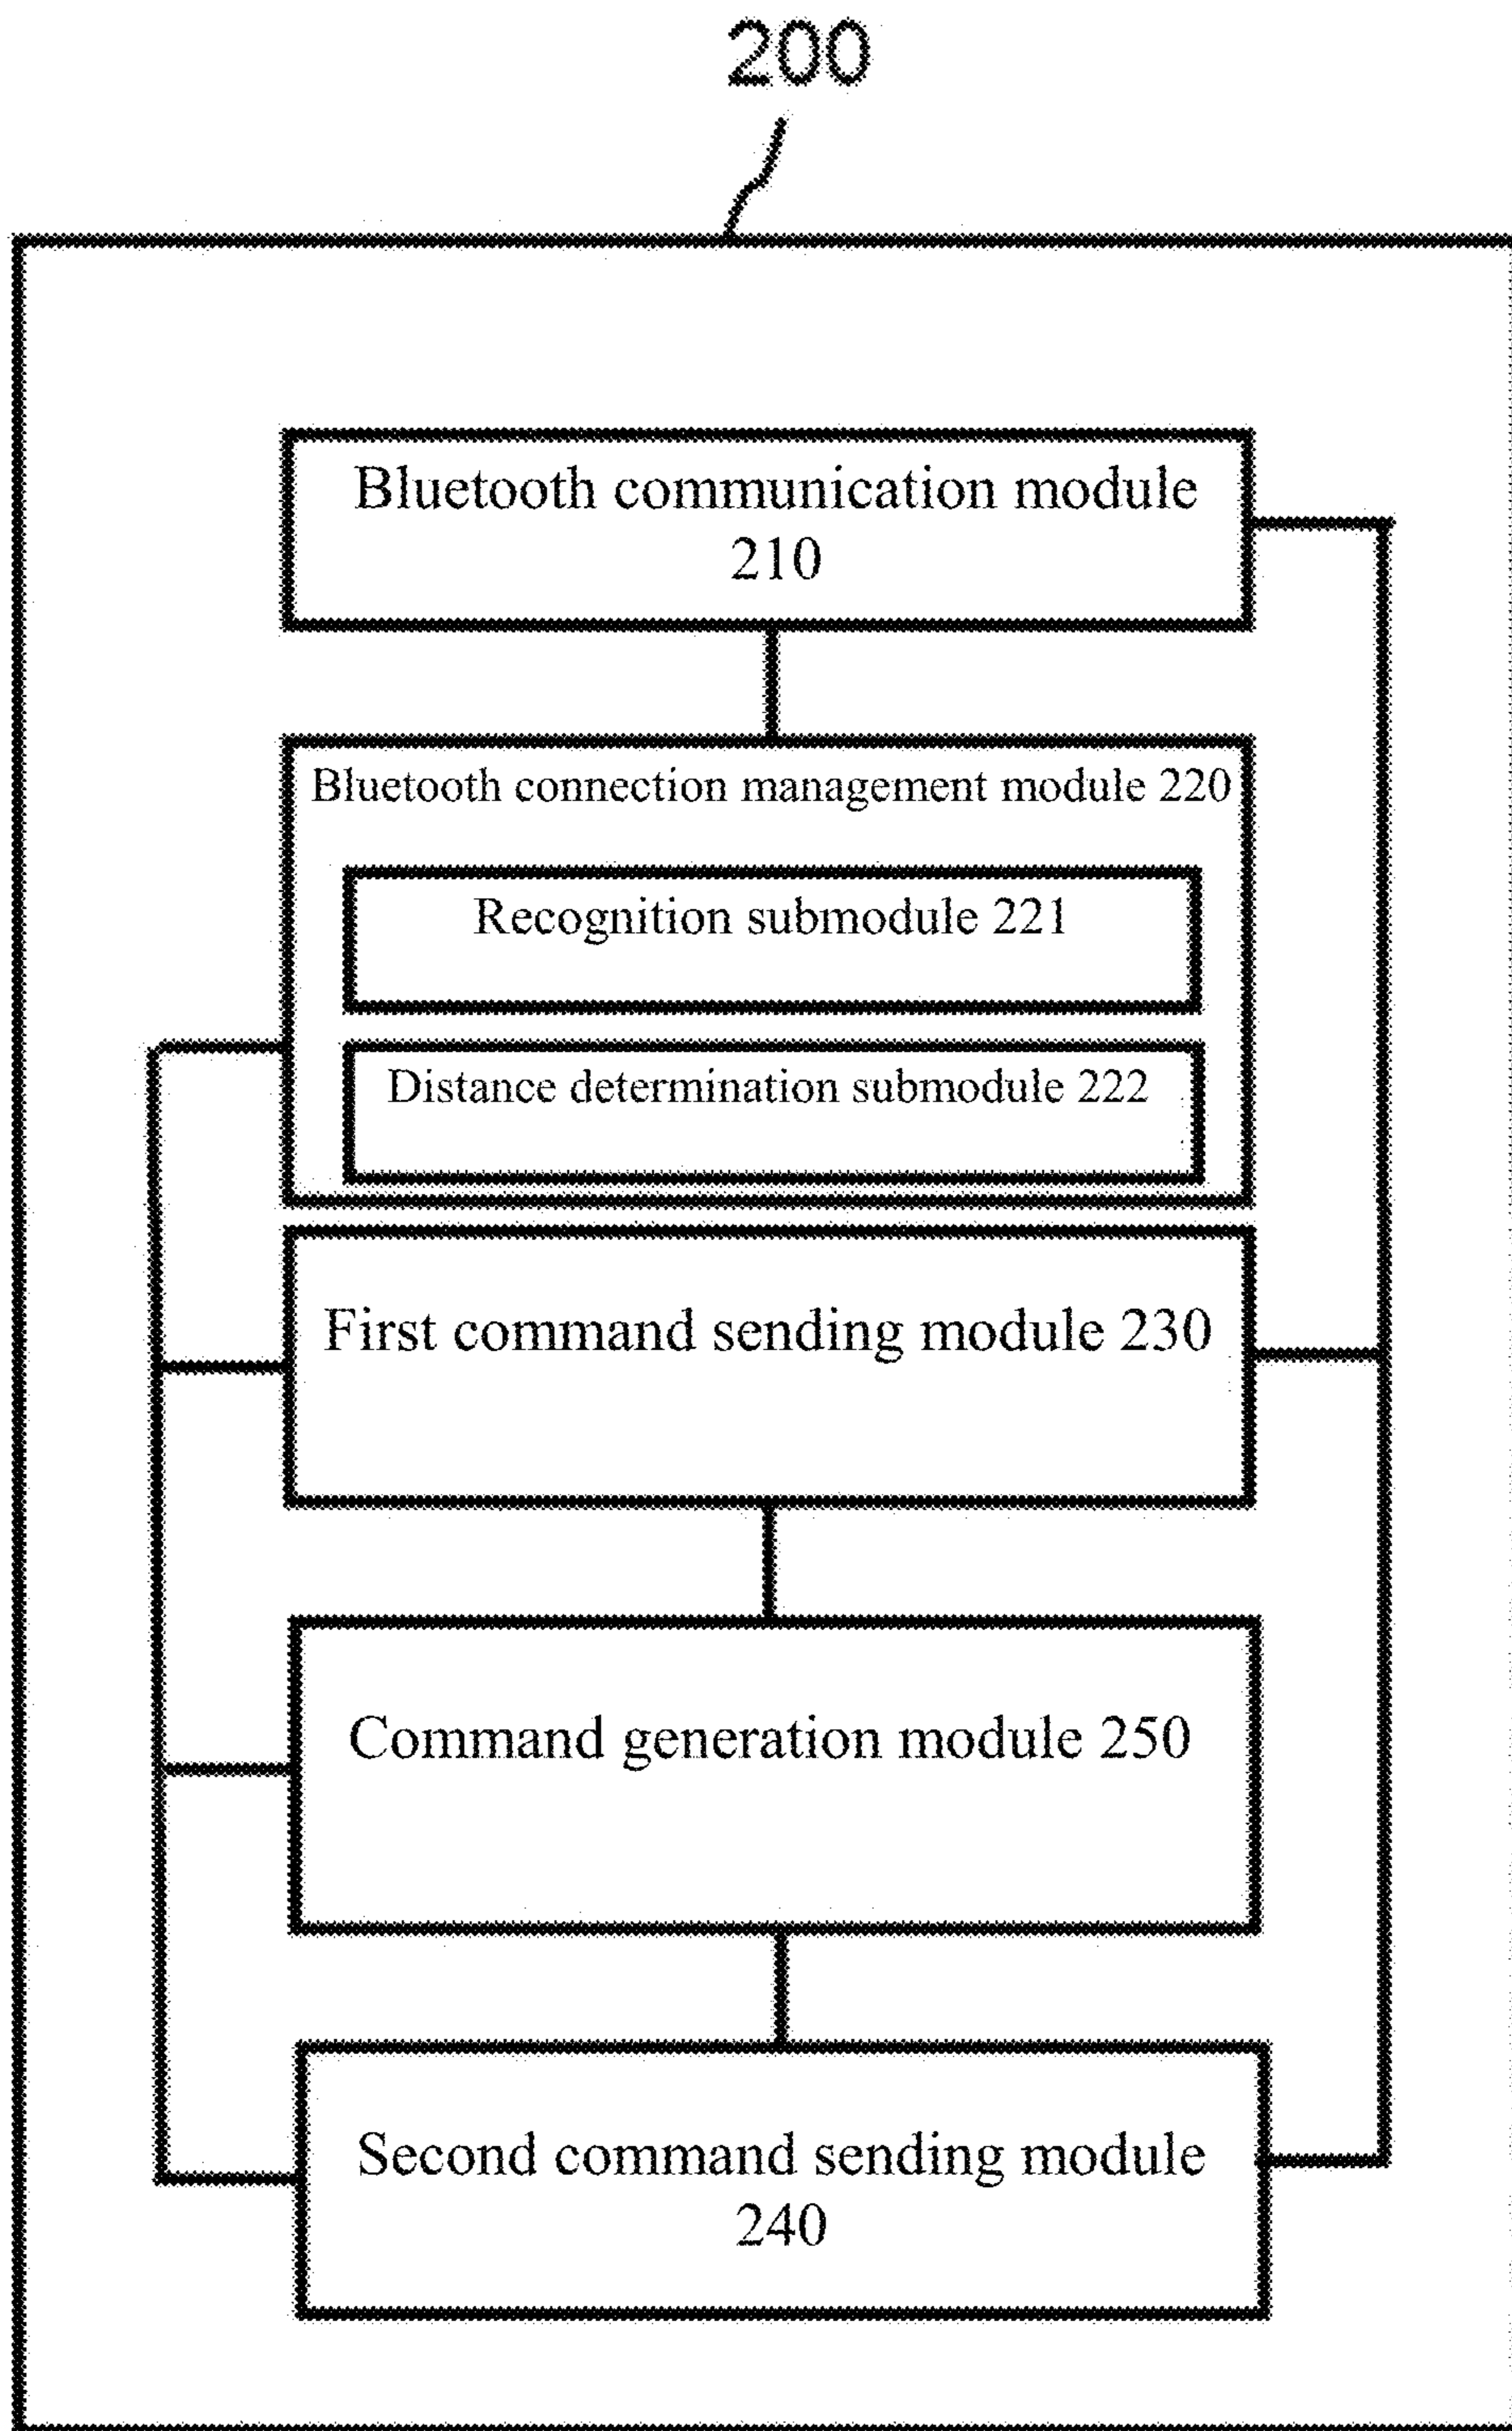 200
Bluetooth communication module
210
Bluetooth connection management module 220
Recognition submodule 221
Distance determination submodule 222
First command sending module 230
Command generation module 250
Second command sending module
240